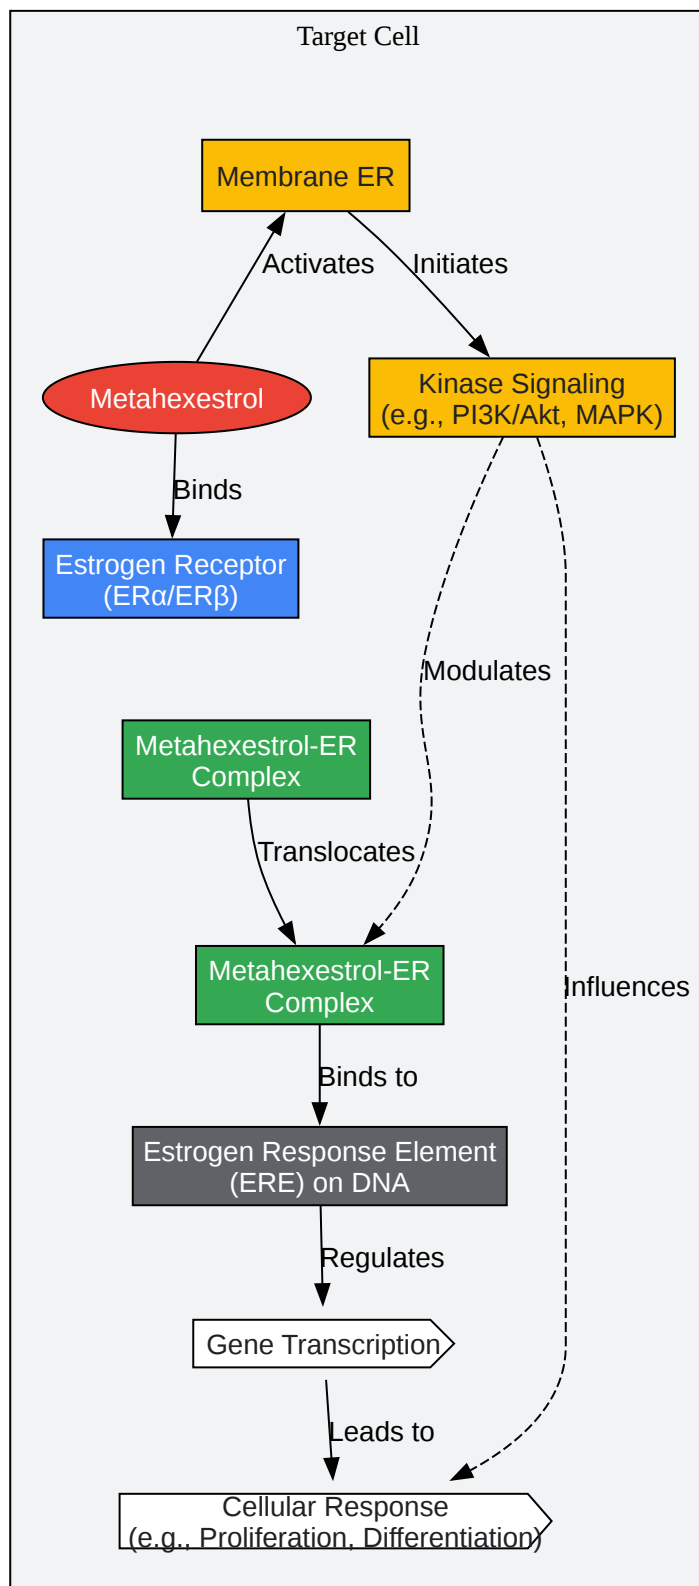 Target Cell
Membrane ER
Activates
Initiates
Metahexestrol
Kinase Signaling
(e.g., PI3K/Akt, MAPK)
Binds
Estrogen Receptor
(ERα/ERβ)
Modulates
Metahexestrol-ER
Complex
Translocates
Metahexestrol-ER
Complex
Influences
Binds to
Estrogen Response Element
(ERE) on DNA
Regulates
Gene Transcription
Leads to
Cellular Response
(e.g., Proliferation, Differentiation)